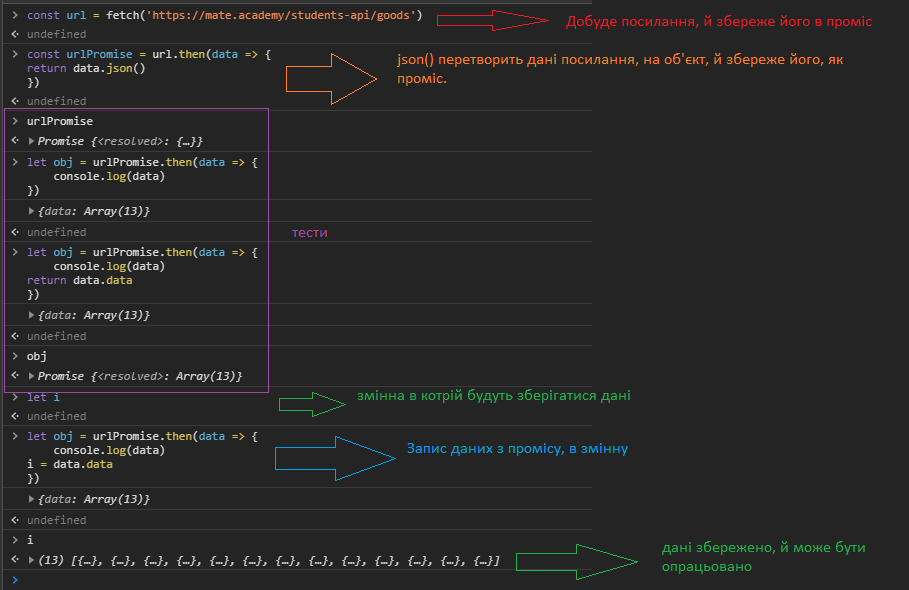 > const url = fetch('https://mate.academy/students-api/goods')
Добуде посилання, й збереже його в проміс
<· undefined
> const urlPromise = url.then(data => {
return data.json()
})
json() перетворить дані посилання, на об'єкт, й збереже його, як
проміс.
<· undefined
> urlPromise
<· ▶Promise {<resolved>: {…}}
> let obj = urlPromise.then(data => {
console.log(data)
})
▶{data: Array(13)}
<· undefined
тести
> let obj = urlPromise.then(data => {
console.log(data)
return data.data
})
▶{data: Array(13)}
<· undefined
> obj
<· ▶Promise {<resolved>: Array(13)}
> let i
змінна в котрій будуть зберігатися дані
<· undefined
> let obj = urlPromise.then(data => {
console.log(data)
i = data.data
})
Запис даних з промісу, в змінну
▶{data: Array(13)}
<· undefined
> i
<· ▶(13) [{…}, {…}, {…}, {…}, {…}, {…}, {…}, {…}, {…}, {…}, {…}, {…}, {…}]
дані збережено, й може бути
опрацьовано
>